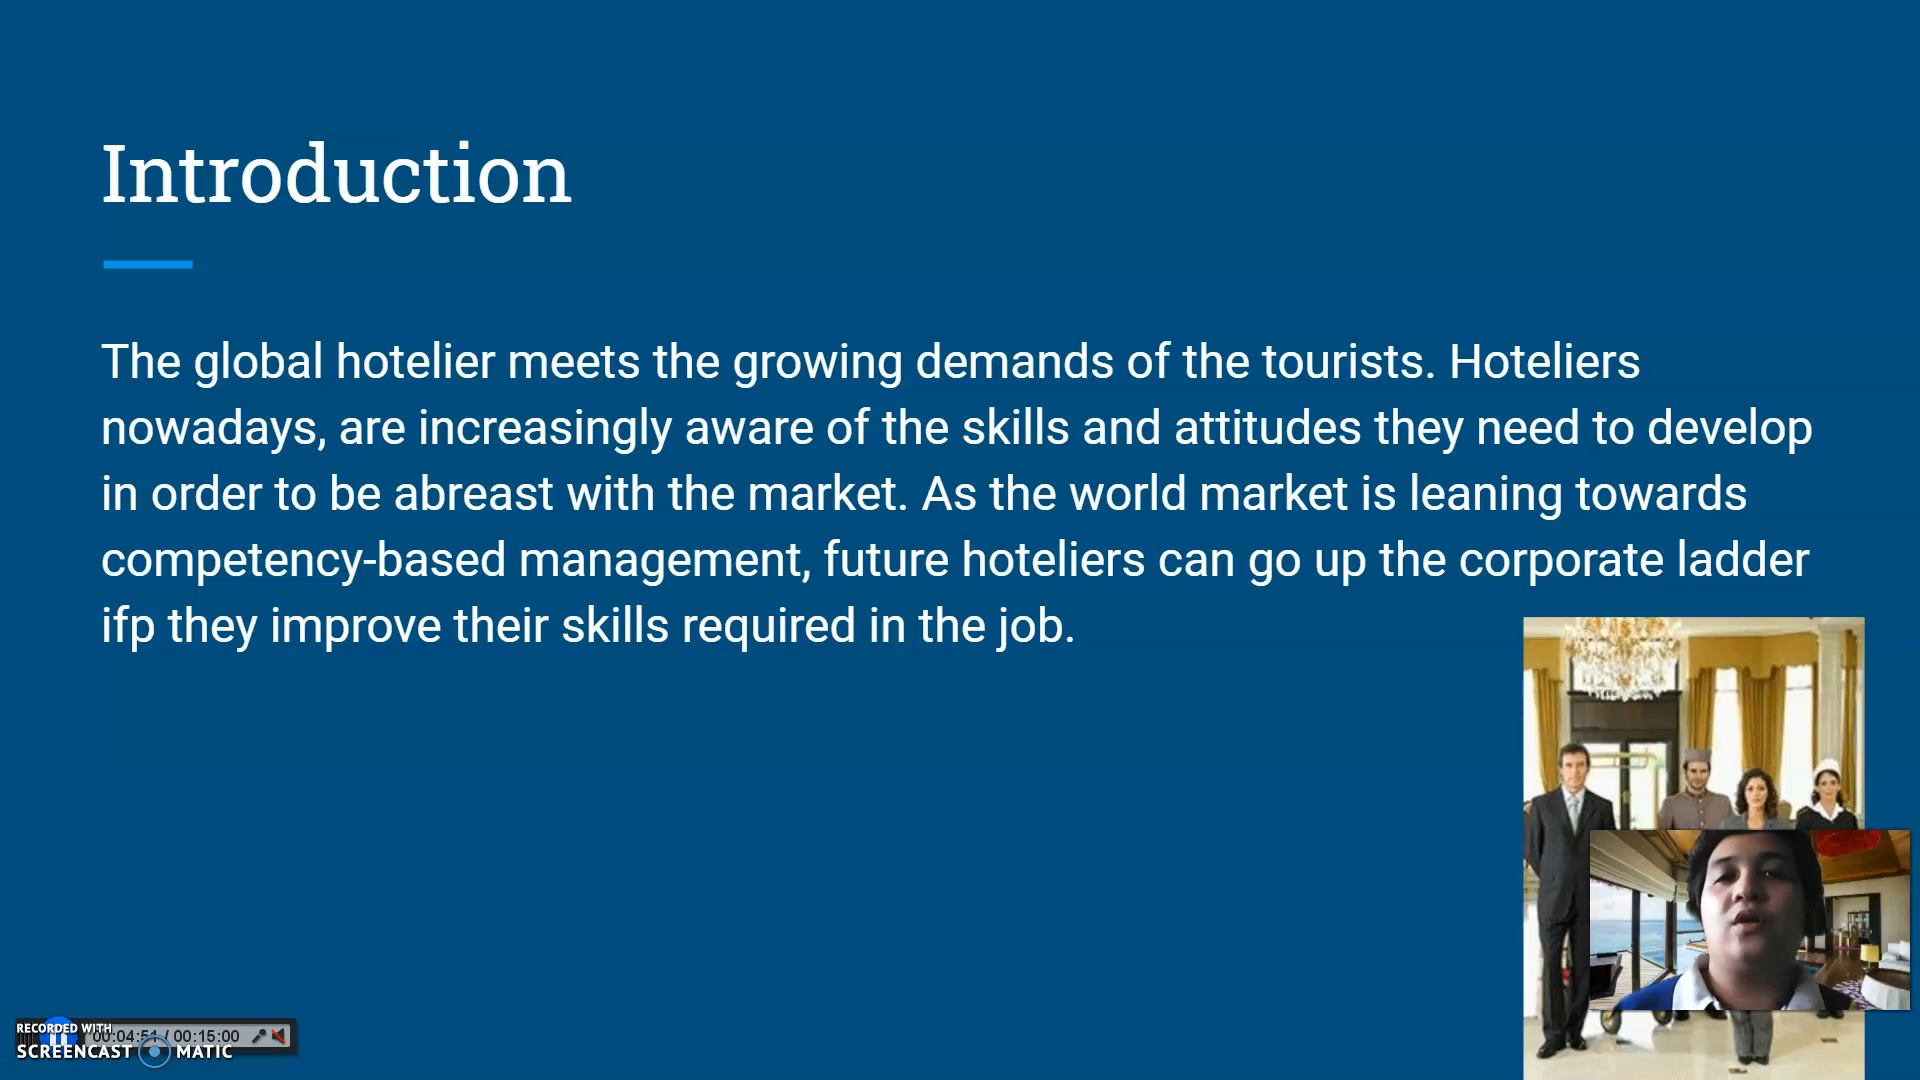 Introduction
The global hotelier meets the growing demands of the tourists. Hoteliers
nowadays, are increasingly aware of the skills and attitudes they need to develop
in order to be abreast with the market. As the world market is leaning towards
competency-based management, future hoteliers can go up the corporate ladder
ifp they improve their skills required in the job.
RECORDED WITH
00:04:51 / 00:15:00
SCREENCAST MATIC